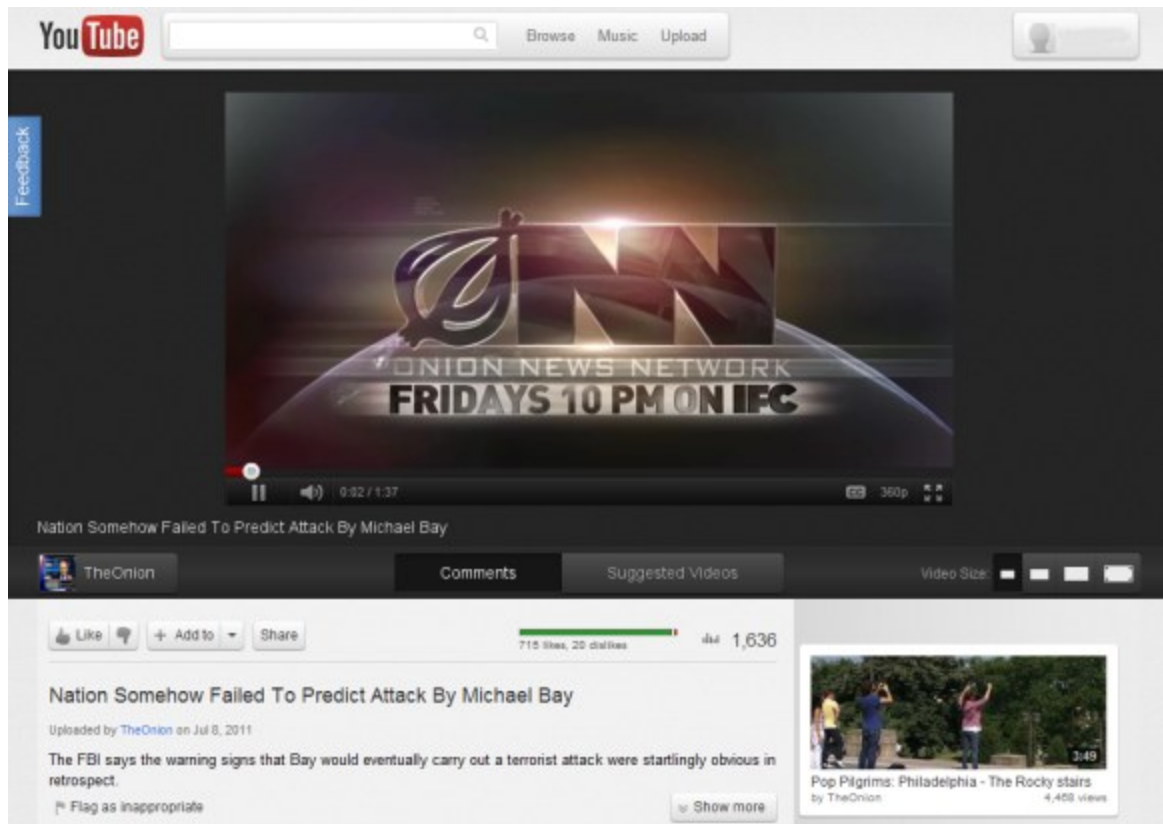 YouTube
Browse Music Upload
Feedback
ONN
ONION NEWS NETWORK
FRIDAYS 10 PM ON IFC
0:02 / 1:37
CC 360p
Nation Somehow Failed To Predict Attack By Michael Bay
TheOnion
Comments
Suggested Videos
Video Size:
Like
+ Add to
Share
715 likes, 20 dislikes
1,636
Nation Somehow Failed To Predict Attack By Michael Bay
Uploaded by TheOnion on Jul 8, 2011
The FBI says the warning signs that Bay would eventually carry out a terrorist attack were startlingly obvious in
retrospect.
Flag as inappropriate
Show more
3:49
Pop Pilgrims: Philadelphia - The Rocky stairs
by TheOnion
4,468 views